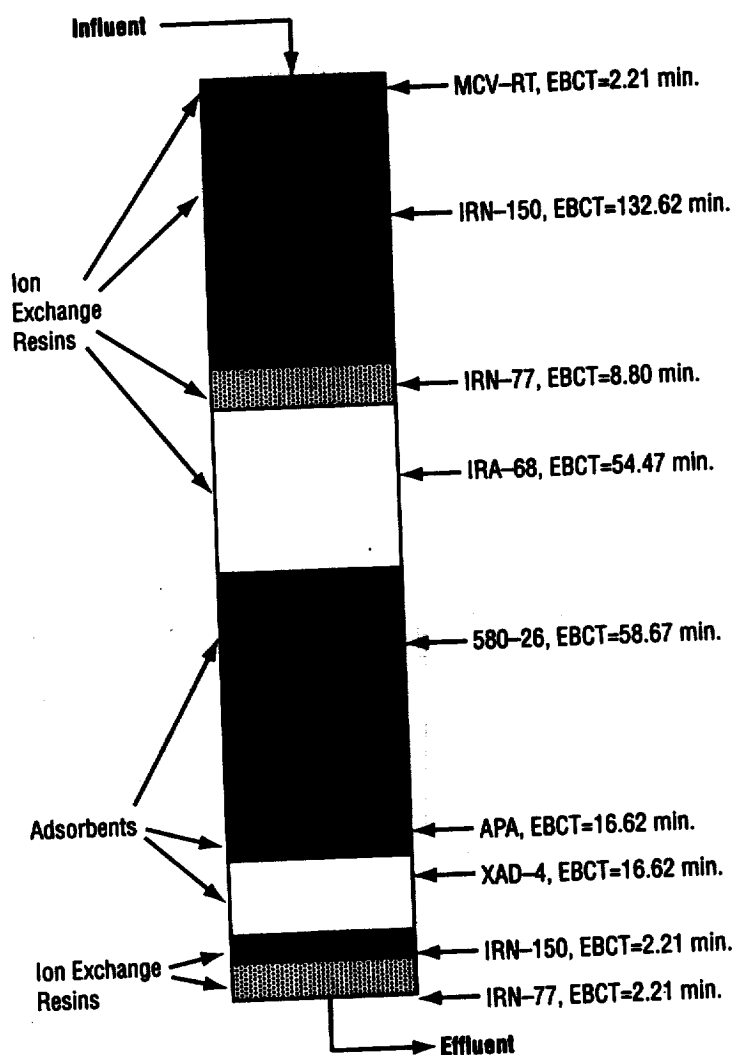 Influent
MCV–RT, EBCT=2.21 min.
IRN–150, EBCT=132.62 min.
Ion
Exchange
Resins
IRN–77, EBCT=8.80 min.
IRA–68, EBCT=54.47 min.
580–26, EBCT=58.67 min.
Adsorbents
APA, EBCT=16.62 min.
XAD–4, EBCT=16.62 min.
IRN–150, EBCT=2.21 min.
Ion Exchange
Resins
IRN–77, EBCT=2.21 min.
Effluent